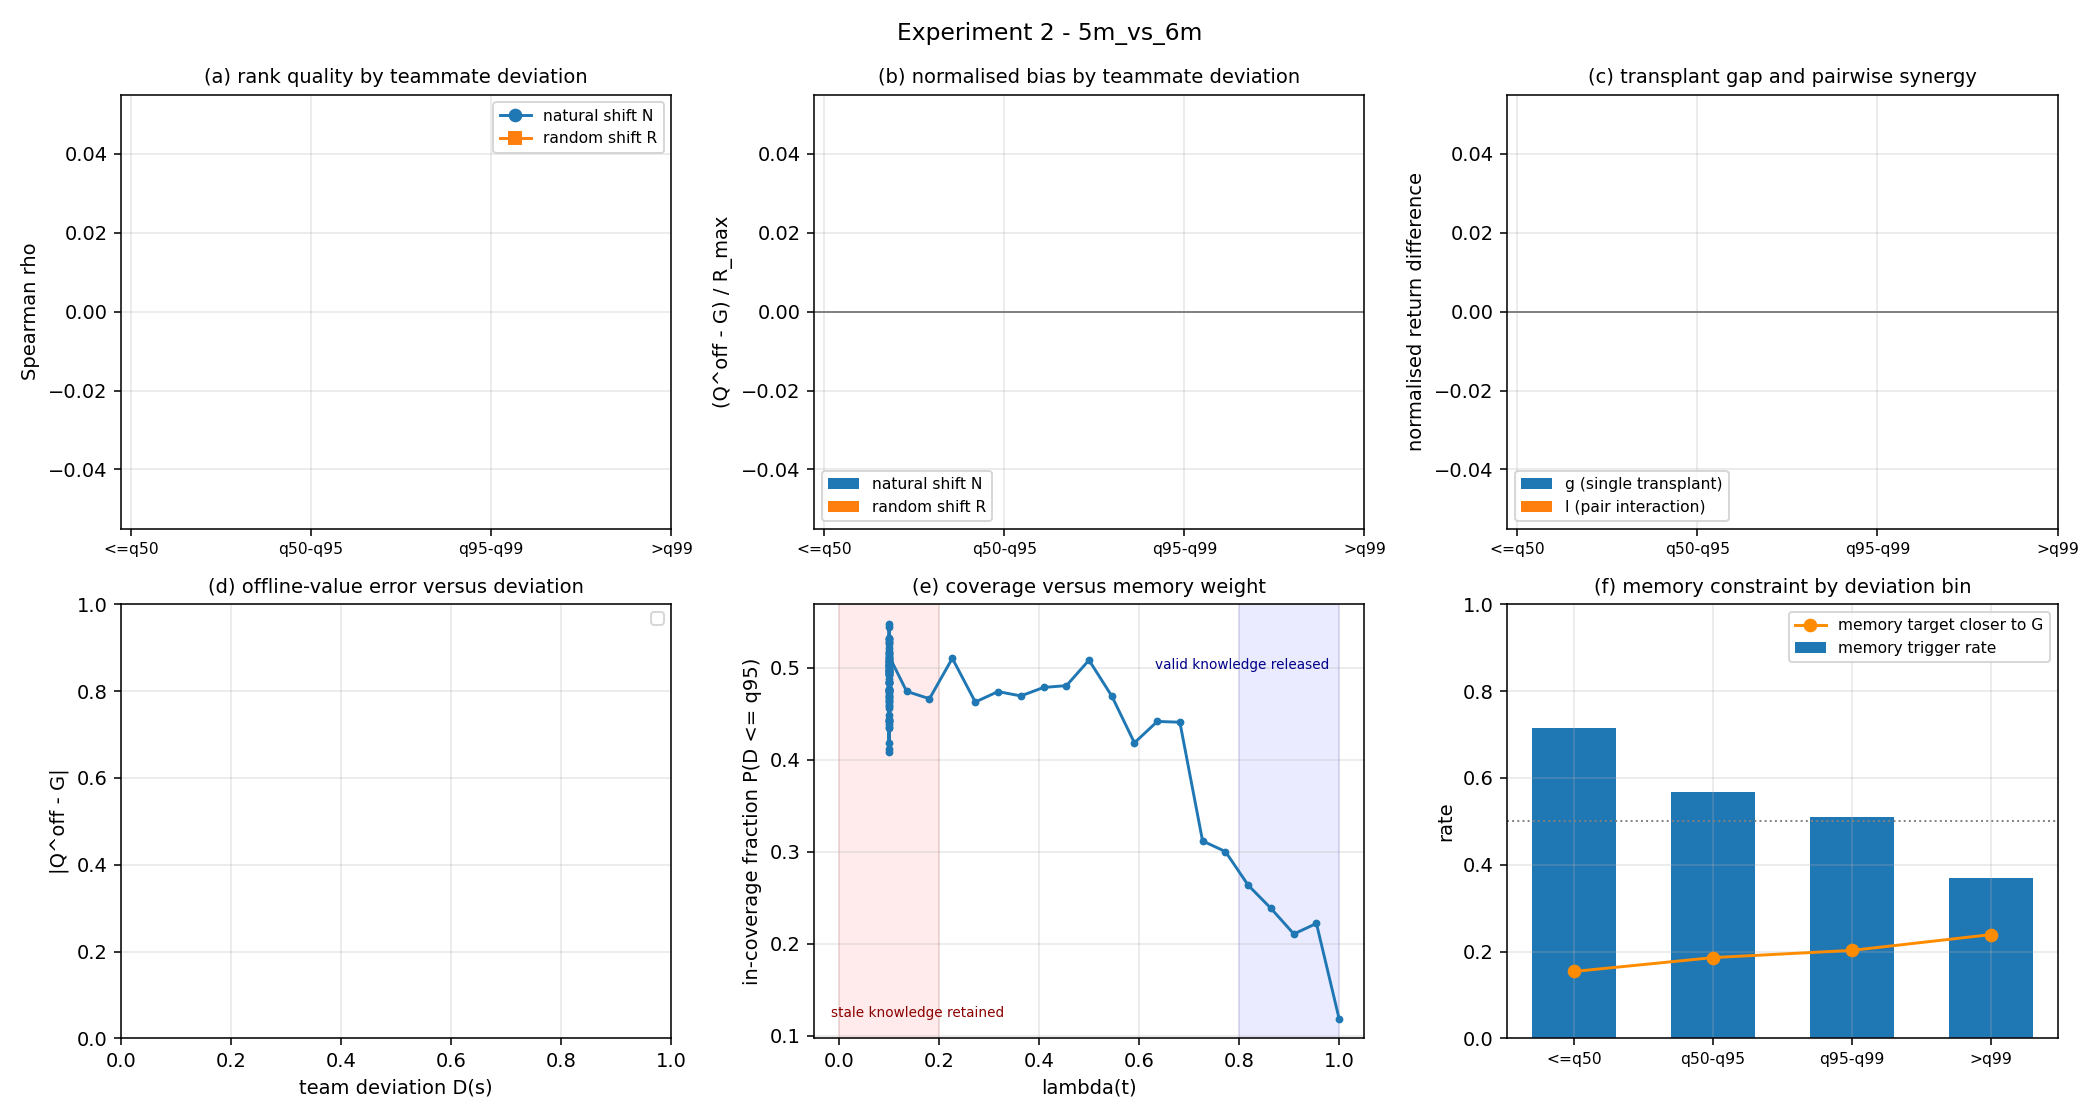 Experiment 2 - 5m_vs_6m
(a) rank quality by teammate deviation
Spearman rho
0.04
0.02
0.00
−0.02
−0.04
natural shift N
random shift R
<=q50 q50-q95 q95-q99 >q99
(b) normalised bias by teammate deviation
(Q^off - G) / R_max
0.04
0.02
0.00
−0.02
−0.04
natural shift N
random shift R
<=q50 q50-q95 q95-q99 >q99
(c) transplant gap and pairwise synergy
normalised return difference
0.04
0.02
0.00
−0.02
−0.04
g (single transplant)
I (pair interaction)
<=q50 q50-q95 q95-q99 >q99
(d) offline-value error versus deviation
|Q^off - G|
1.0
0.8
0.6
0.4
0.2
0.0
0.0 0.2 0.4 0.6 0.8 1.0
team deviation D(s)
(e) coverage versus memory weight
in-coverage fraction P(D <= q95)
0.5
0.4
0.3
0.2
0.1
valid knowledge released
stale knowledge retained
0.0 0.2 0.4 0.6 0.8 1.0
lambda(t)
(f) memory constraint by deviation bin
rate
1.0
0.8
0.6
0.4
0.2
0.0
memory target closer to G
memory trigger rate
<=q50 q50-q95 q95-q99 >q99